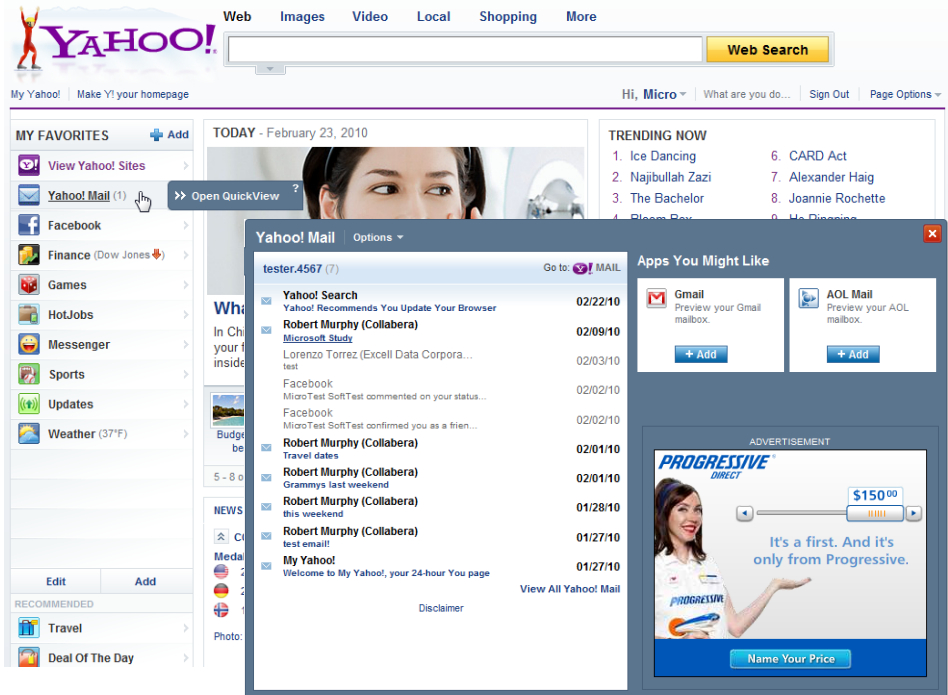 Web Images Video Local Shopping More
YAHOO!
Web Search
My Yahoo! Make Y! your homepage
Hi, Micro What are you do... Sign Out Page Options
MY FAVORITES Add
View Yahoo! Sites
Yahoo! Mail (1)
Open QuickView ?
Facebook
Finance (Dow Jones )
Games
HotJobs
Messenger
Sports
Updates
Weather (37°F)
Edit Add
RECOMMENDED
Travel
Deal Of The Day
TODAY - February 23, 2010
TRENDING NOW
1. Ice Dancing
2. Najibullah Zazi
3. The Bachelor
4. Bloom Box
6. CARD Act
7. Alexander Haig
8. Joannie Rochette
9. He Pingping
Wha
In Chi
your f
inside
Budge
be
5 - 8 o
NEWS
CO
Medal
2
2
1
Photo:
Yahoo! Mail Options
tester.4567 (7) Go to: Y! MAIL
Yahoo! Search 02/22/10
Yahoo! Recommends You Update Your Browser
Robert Murphy (Collabera) 02/09/10
Microsoft Study
Lorenzo Torrez (Excell Data Corpora... 02/03/10
test
Facebook 02/02/10
MicroTest SoftTest commented on your status...
Facebook 02/02/10
MicroTest SoftTest confirmed you as a frien...
Robert Murphy (Collabera) 02/01/10
Travel dates
Robert Murphy (Collabera) 02/01/10
Grammys last weekend
Robert Murphy (Collabera) 01/28/10
this weekend
Robert Murphy (Collabera) 01/27/10
test email!
My Yahoo! 01/27/10
Welcome to My Yahoo!, your 24-hour You page
View All Yahoo! Mail
Disclaimer
Apps You Might Like
Gmail
Preview your Gmail
mailbox.
+ Add
AOL Mail
Preview your AOL
mailbox.
+ Add
ADVERTISEMENT
PROGRESSIVE
DIRECT
$150.00
It's a first. And it's
only from Progressive.
PROGRESSIVE
Name Your Price